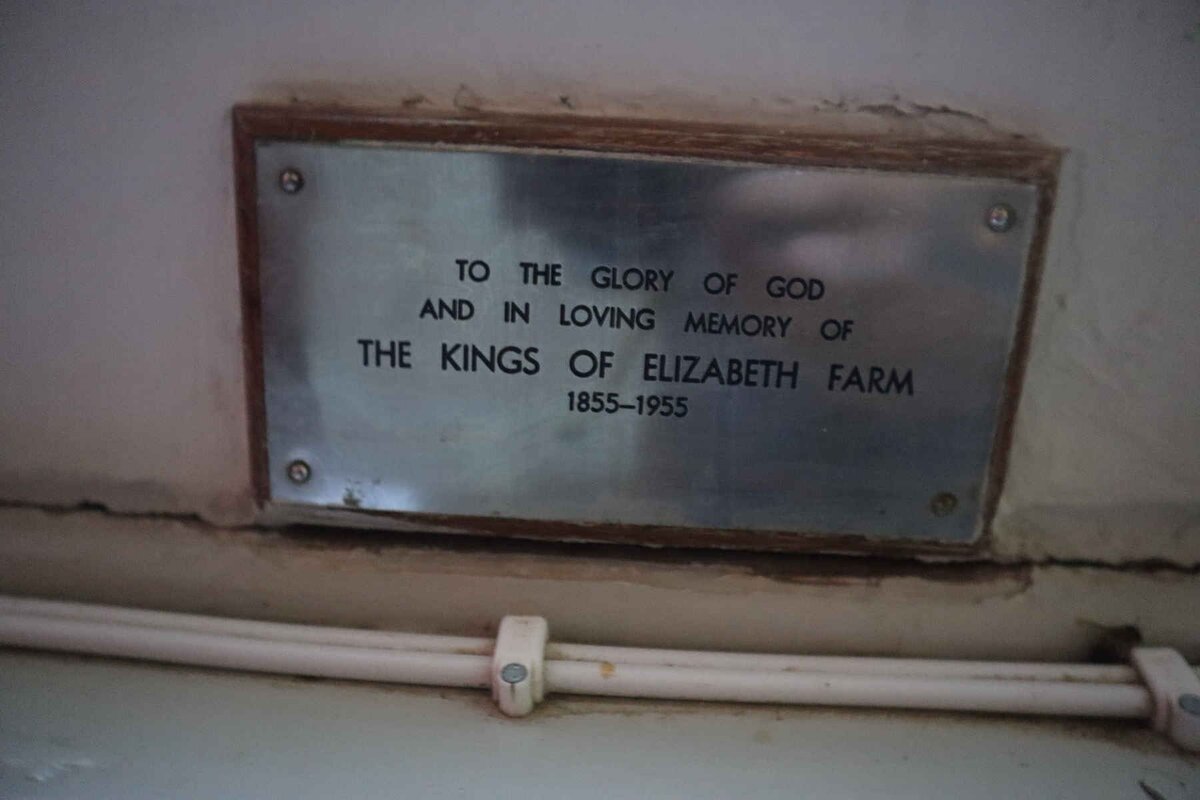 TO THE GLORY OF GOD
AND IN LOVING MEMORY OF
THE KINGS OF ELIZABETH FARM
1855–1955